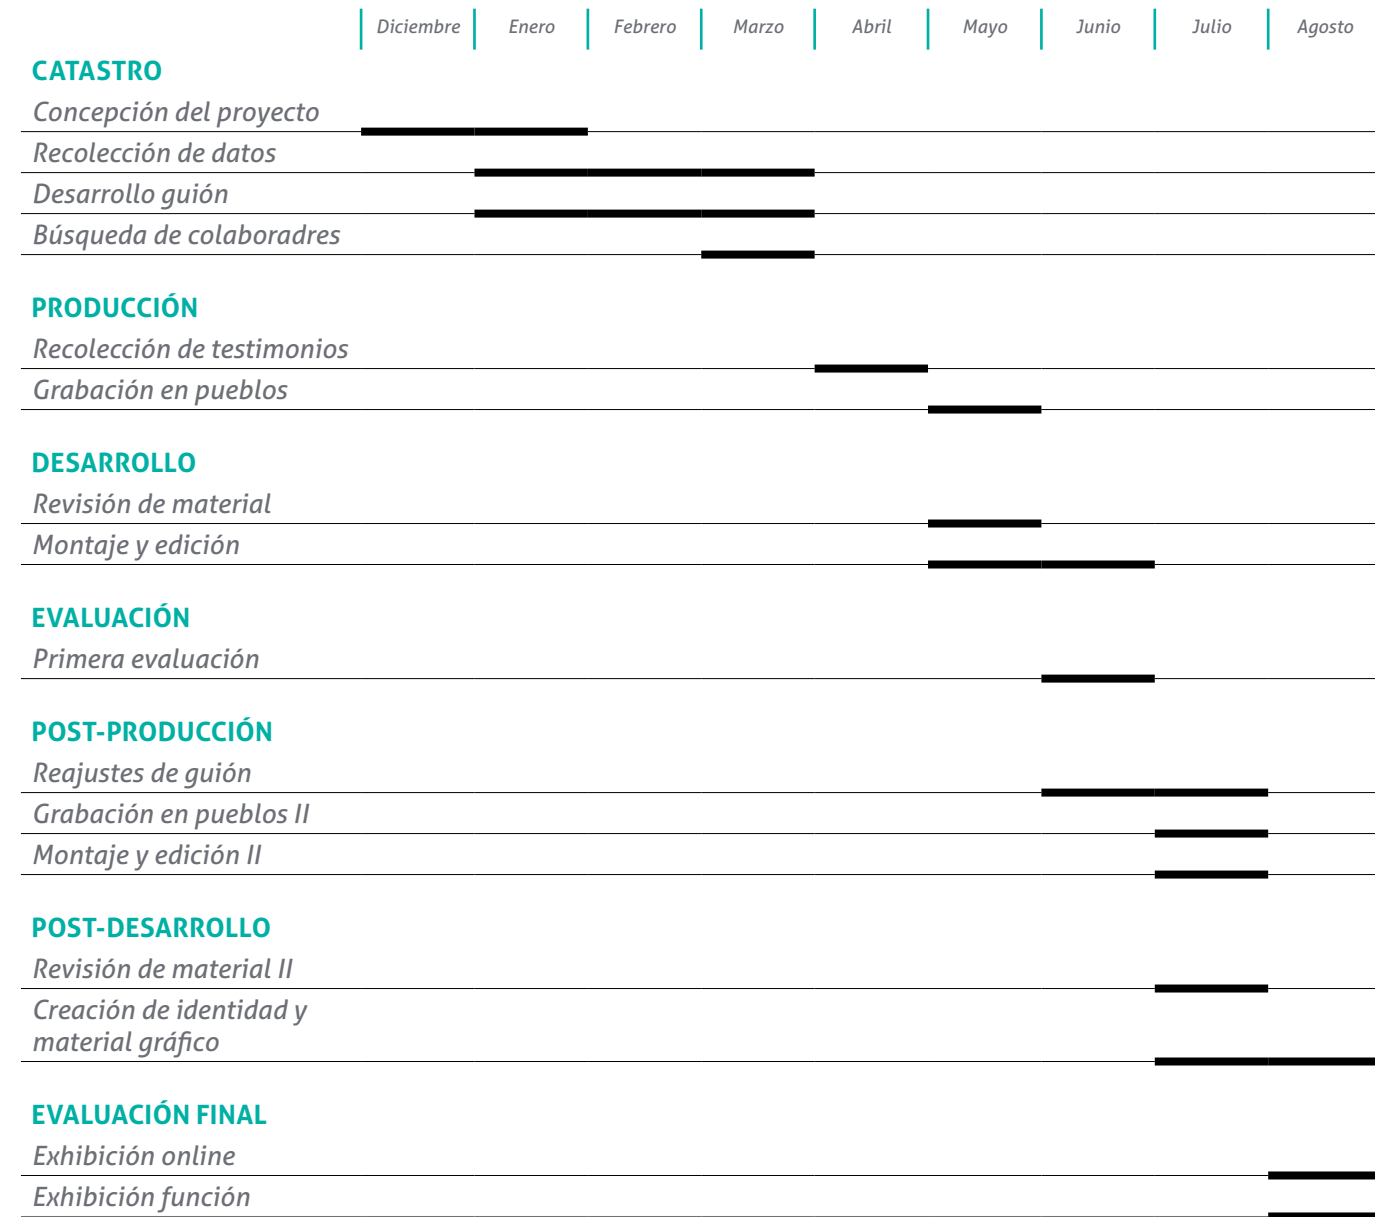 Diciembre Enero Febrero Marzo Abril Mayo Junio Julio Agosto
CATASTRO
Concepción del proyecto
Recolección de datos
Desarrollo guión
Búsqueda de colaboradres
PRODUCCIÓN
Recolección de testimonios
Grabación en pueblos
DESARROLLO
Revisión de material
Montaje y edición
EVALUACIÓN
Primera evaluación
POST-PRODUCCIÓN
Reajustes de guión
Grabación en pueblos II
Montaje y edición II
POST-DESARROLLO
Revisión de material II
Creación de identidad y
material gráfico
EVALUACIÓN FINAL
Exhibición online
Exhibición función